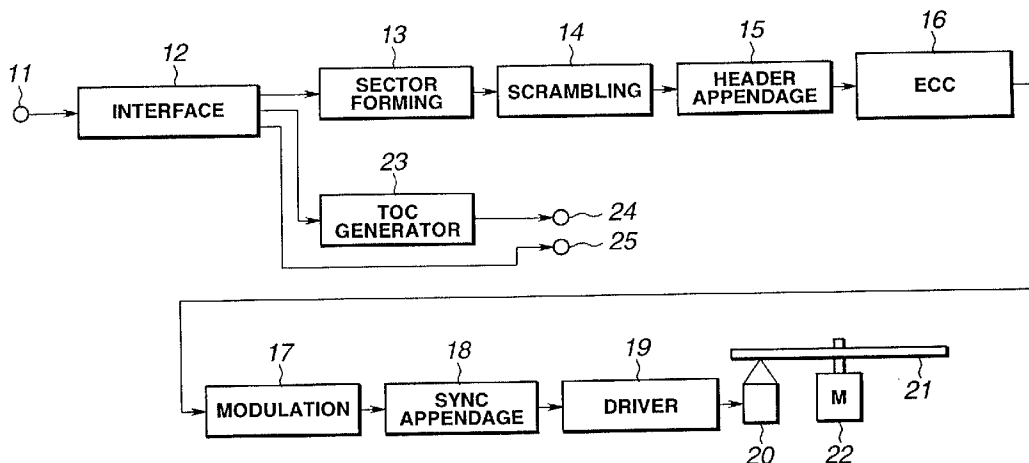 11
12
INTERFACE
13
SECTOR
FORMING
14
SCRAMBLING
15
HEADER
APPENDAGE
16
ECC
23
TOC
GENERATOR
24
25
17
MODULATION
18
SYNC
APPENDAGE
19
DRIVER
20
M
22
21